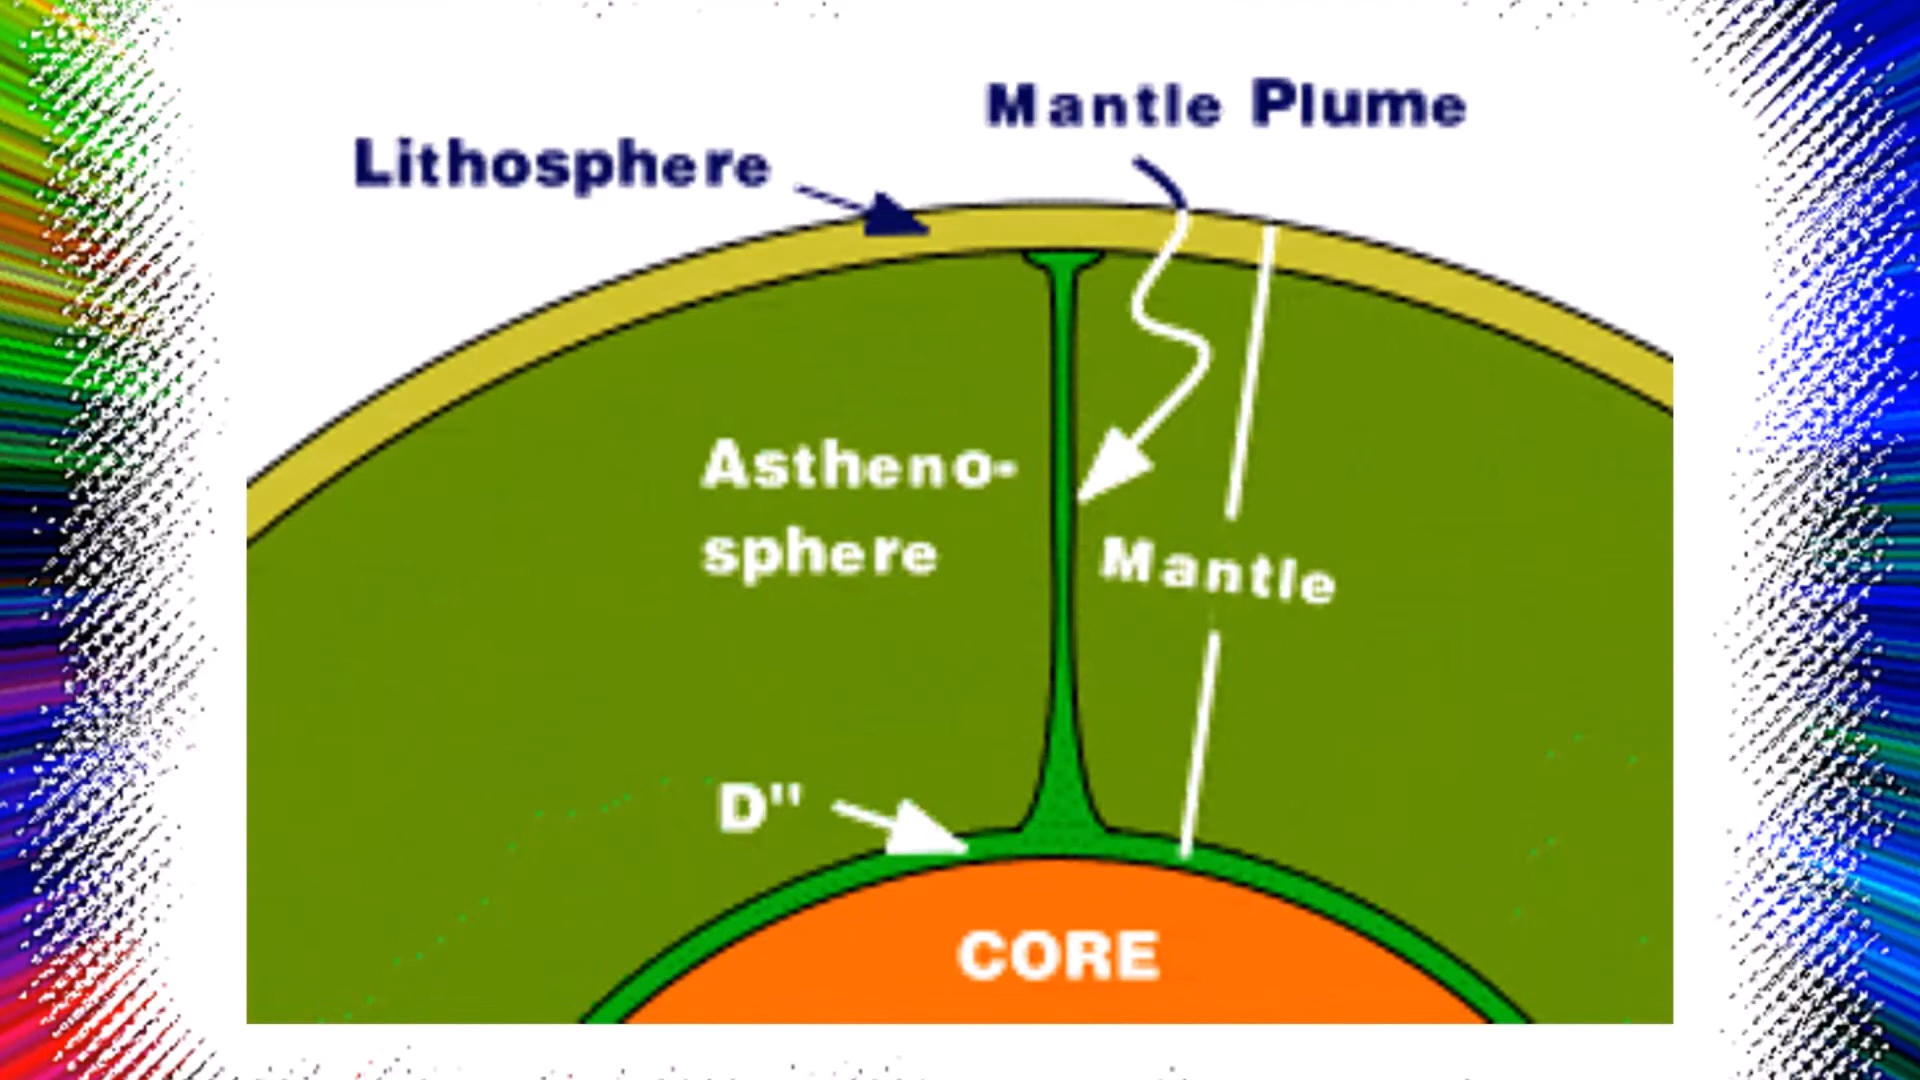 Mantle Plume
Lithosphere
Astheno-
sphere
Mantle
D"
CORE